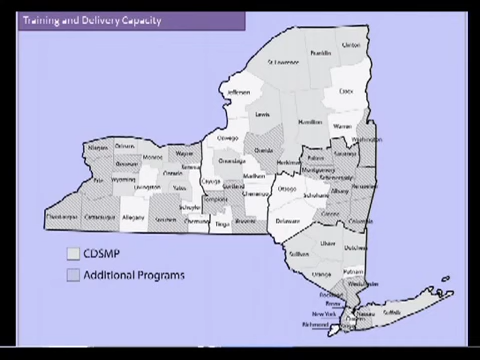 Training and Delivery Capacity
Clinton
Franklin
St. Lawrence
Jefferson
Essex
Lewis
Hamilton
Warren
Washington
Oswego
Oneida
Herkimer
Fulton
Saratoga
Niagara
Orleans
Monroe
Wayne
Genesee
Seneca
Onondaga
Madison
Montgomery
Schenectady
Erie
Wyoming
Ontario
Livingston
Yates
Cayuga
Cortland
Chenango
Otsego
Schoharie
Albany
Rensselaer
Schuyler
Tompkins
Chautauqua
Cattaraugus
Allegany
Steuben
Chemung
Tioga
Broome
Delaware
Greene
Columbia
Ulster
Dutchess
Sullivan
Orange
Putnam
Westchester
Rockland
Bronx
New York
Richmond
Queens
Kings
Nassau
Suffolk
CDSMP
Additional Programs